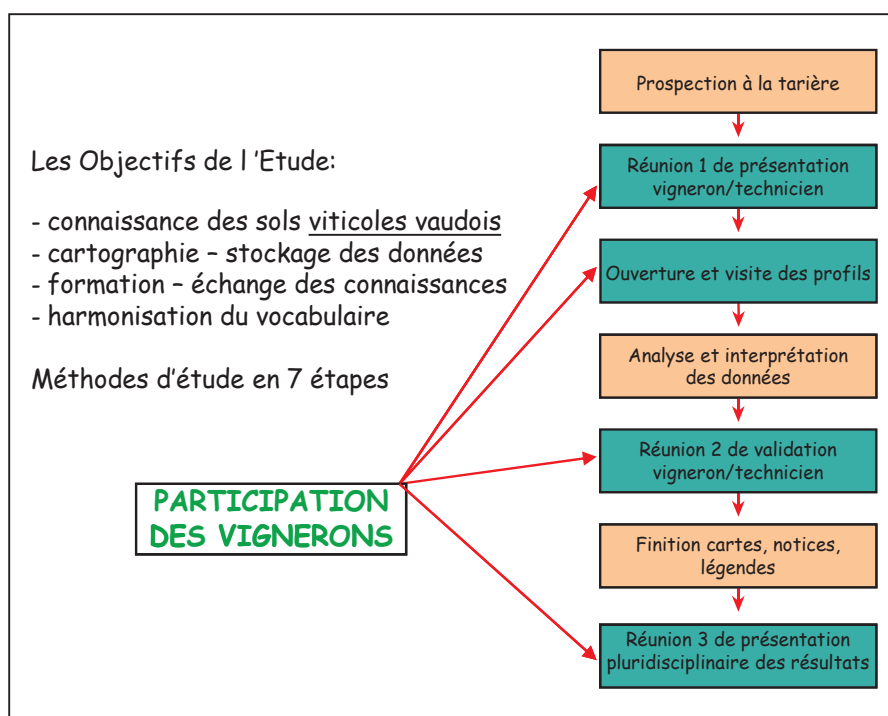 Les Objectifs de l 'Etude:
- connaissance des sols viticoles vaudois
- cartographie – stockage des données
- formation – échange des connaissances
- harmonisation du vocabulaire
Méthodes d'étude en 7 étapes
PARTICIPATION
DES VIGNERONS
Prospection à la tarière
Réunion 1 de présentation
vigneron/technicien
Ouverture et visite des profils
Analyse et interprétation
des données
Réunion 2 de validation
vigneron/technicien
Finition cartes, notices,
légendes
Réunion 3 de présentation
pluridisciplinaire des résultats